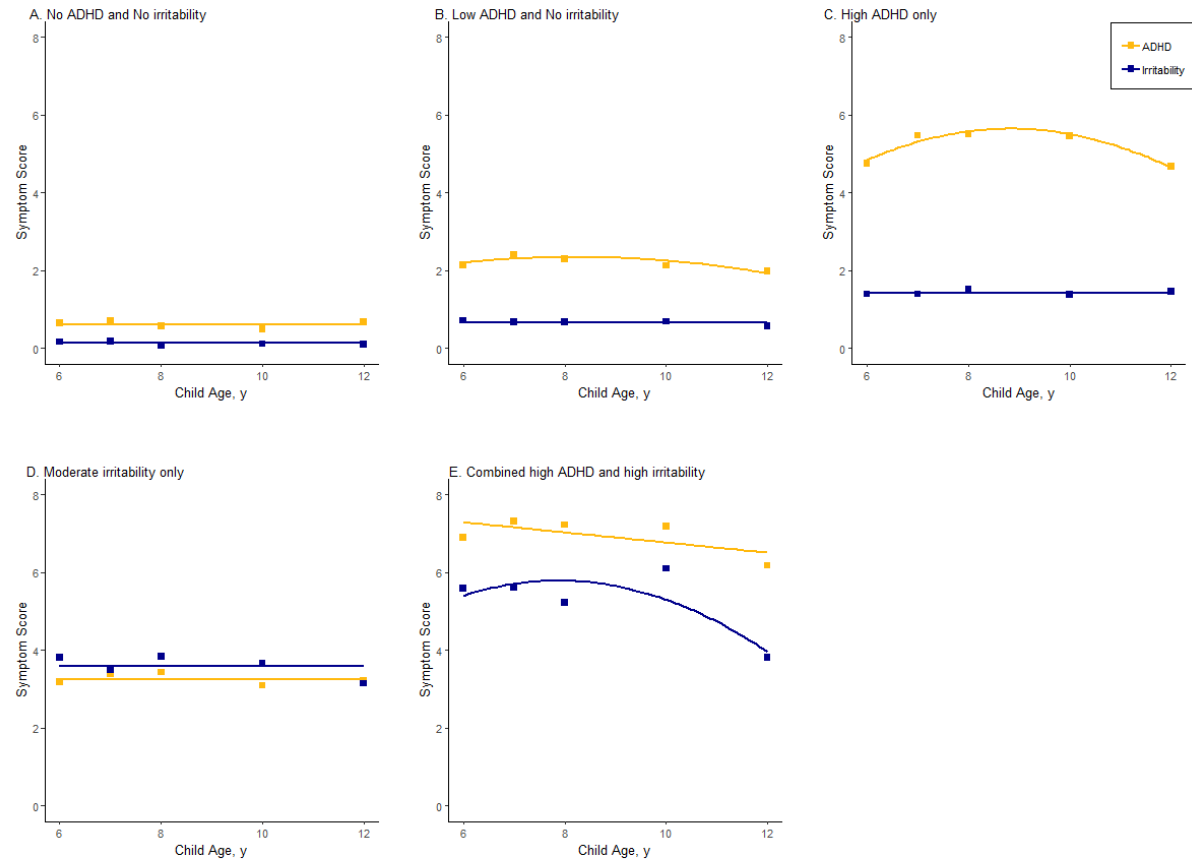 A. No ADHD and No irritability
8
6
4
2
0
Symptom Score
6 8 10 12
Child Age, y
B. Low ADHD and No irritability
8
6
4
2
0
Symptom Score
6 8 10 12
Child Age, y
C. High ADHD only
8
6
4
2
0
Symptom Score
6 8 10 12
Child Age, y
ADHD
Irritability
D. Moderate irritability only
8
6
4
2
0
Symptom Score
6 8 10 12
Child Age, y
E. Combined high ADHD and high irritability
8
6
4
2
0
Symptom Score
6 8 10 12
Child Age, y